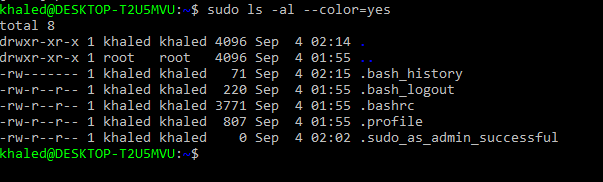 khaled@DESKTOP-T2U5MVU:~$ sudo ls -al --color=yes
total 8
drwxr-xr-x 1 khaled khaled 4096 Sep  4 02:14 .
drwxr-xr-x 1 root   root   4096 Sep  4 01:55 ..
-rw------- 1 khaled khaled   71 Sep  4 02:15 .bash_history
-rw-r--r-- 1 khaled khaled  220 Sep  4 01:55 .bash_logout
-rw-r--r-- 1 khaled khaled 3771 Sep  4 01:55 .bashrc
-rw-r--r-- 1 khaled khaled  807 Sep  4 01:55 .profile
-rw-r--r-- 1 khaled khaled    0 Sep  4 02:02 .sudo_as_admin_successful
khaled@DESKTOP-T2U5MVU:~$